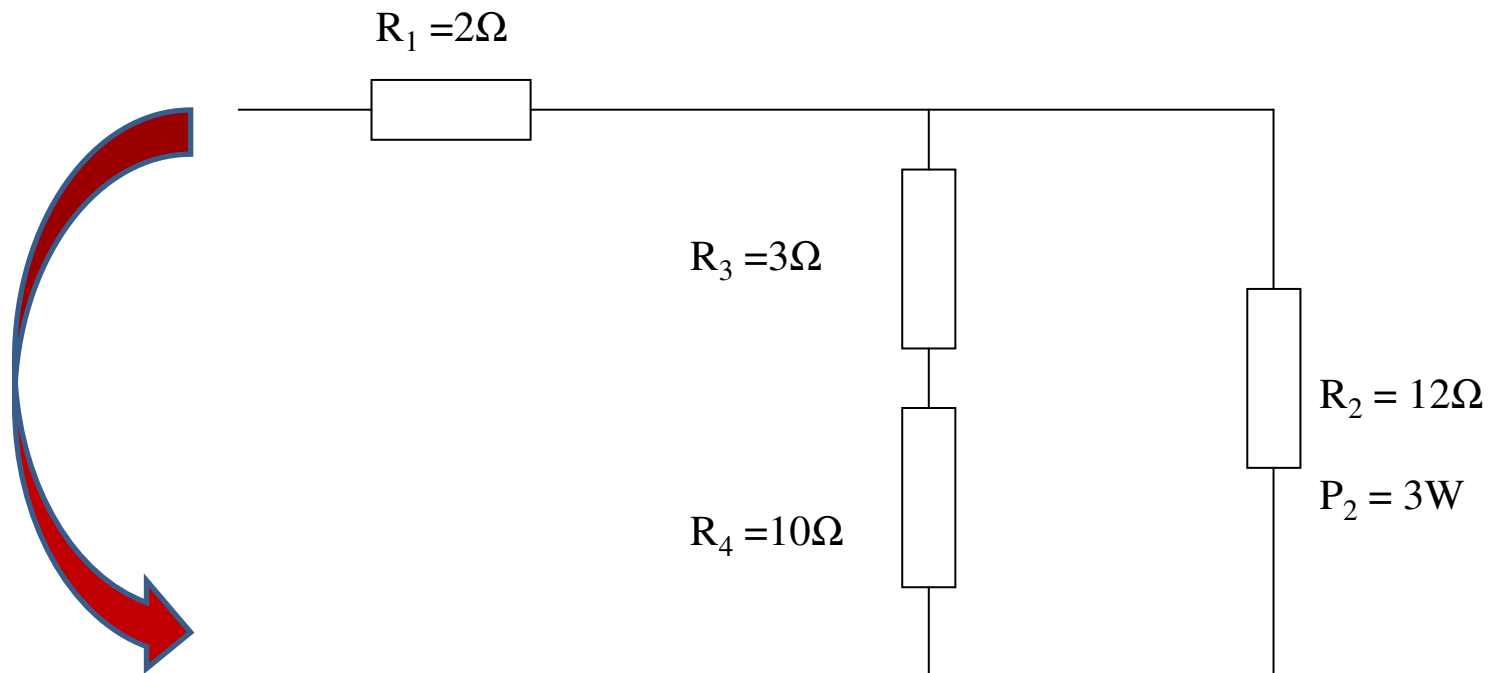 R₁ =2Ω
R₃ =3Ω
R₂ = 12Ω
P₂ = 3W
R₄ =10Ω